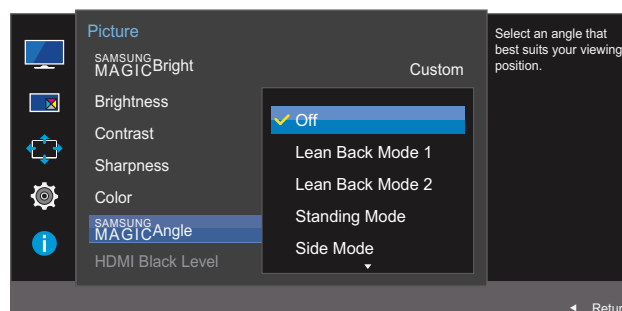 Picture
SAMSUNG
MAGICBright
Custom
Brightness
Contrast
Sharpness
Color
SAMSUNG
MAGICAngle
HDMI Black Level
Off
Lean Back Mode 1
Lean Back Mode 2
Standing Mode
Side Mode
Select an angle that
best suits your viewing
position.